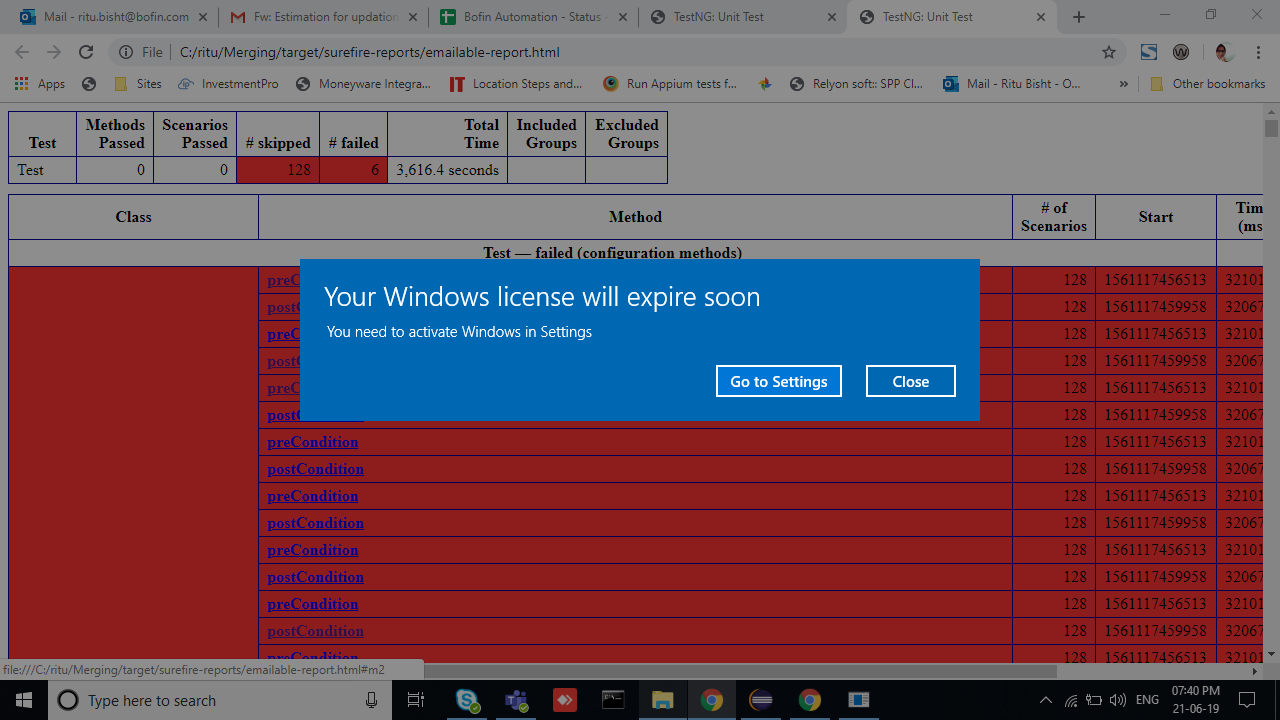 Mail - ritu.bisht@bofin.com
Fw: Estimation for updation
Bofin Automation - Status -
TestNG: Unit Test
TestNG: Unit Test
File
C:/ritu/Merging/target/surefire-reports/emailable-report.html
Apps
Sites
InvestmentPro
Moneyware Integra...
IT
Location Steps and...
Run Appium tests f...
Relyon soft:: SPP Cl...
Mail - Ritu Bisht - O...
»
Other bookmarks
Test Methods Passed Scenarios Passed # skipped # failed Total Time Included Groups Excluded Groups
Test 0 0 128 6 3,616.4 seconds
Class Method # of Scenarios Start Tim (ms
Test — failed (configuration methods)
preC 128 1561117456513 32101
post 128 1561117459958 32067
preC 128 1561117456513 32101
post 128 1561117459958 32067
preC 128 1561117456513 32101
post 128 1561117459958 32067
Your Windows license will expire soon
You need to activate Windows in Settings
Go to Settings
Close
preCondition 128 1561117456513 32101
postCondition 128 1561117459958 32067
preCondition 128 1561117456513 32101
postCondition 128 1561117459958 32067
preCondition 128 1561117456513 32101
postCondition 128 1561117459958 32067
preCondition 128 1561117456513 32101
postCondition 128 1561117459958 32067
preCondition 128 1561117456513 32101
file:///C:/ritu/Merging/target/surefire-reports/emailable-report.html#m2
Type here to search
ENG
07:40 PM
21-06-19